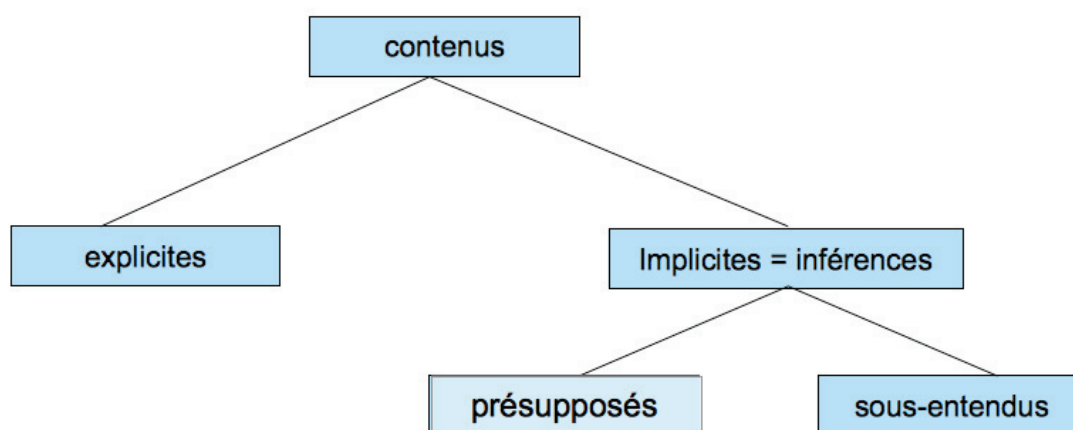 contenus
explicites
Implicites = inférences
présupposés
sous-entendus